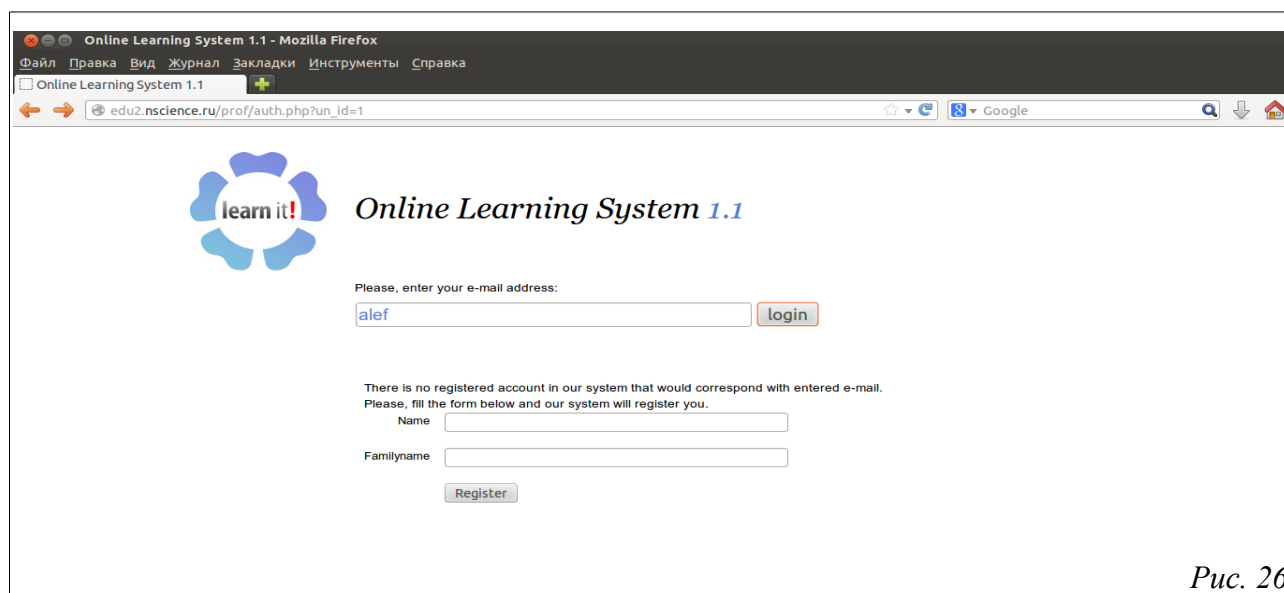 Online Learning System 1.1 - Mozilla Firefox
Файл Правка Вид Журнал Закладки Инструменты Справка
Online Learning System 1.1
edu2.nscience.ru/prof/auth.php?un_id=1
Google
learn it!
Online Learning System 1.1
Please, enter your e-mail address:
alef
login
There is no registered account in our system that would correspond with entered e-mail.
Please, fill the form below and our system will register you.
Name
Familyname
Register
Рис. 26